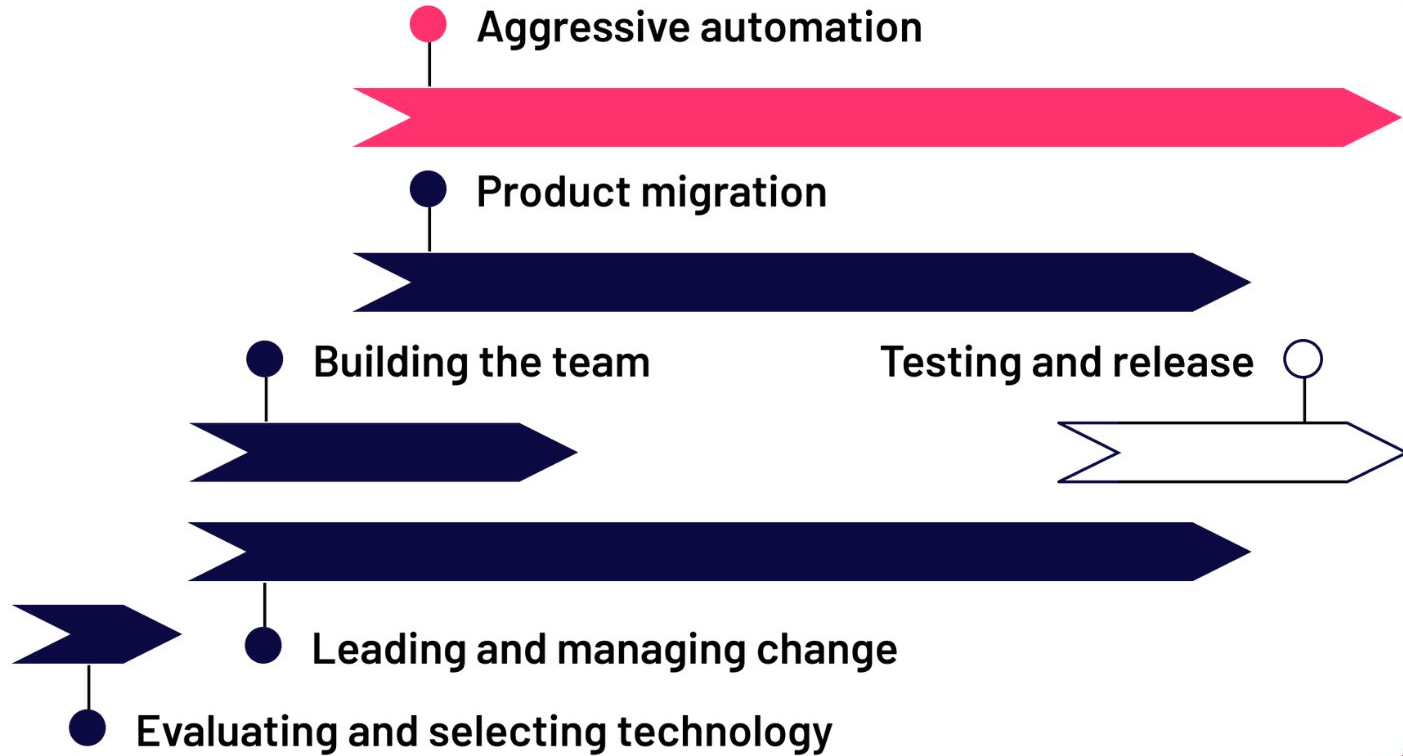 Aggressive automation
Product migration
Building the team
Testing and release
Leading and managing change
Evaluating and selecting technology